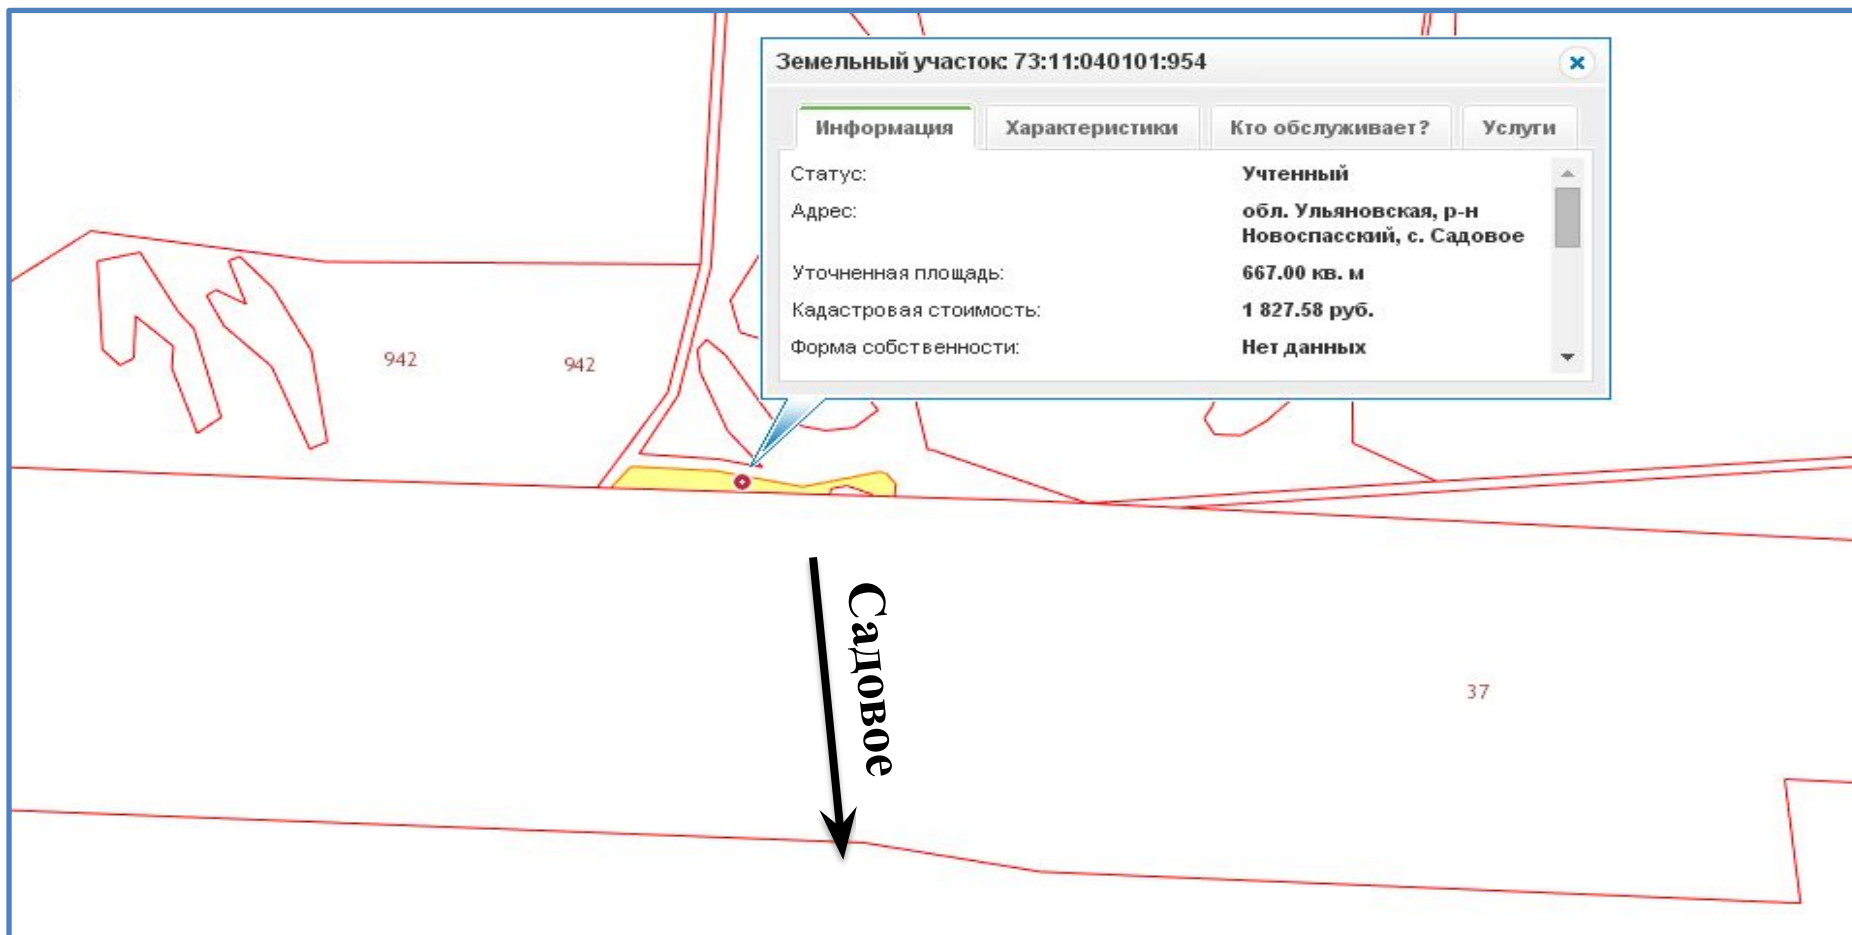 Земельный участок: 73:11:040101:954
Информация
Характеристики
Кто обслуживает?
Услуги
Статус:
Учтенный
Адрес:
обл. Ульяновская, р-н
Новоспасский, с. Садовое
Уточненная площадь:
667.00 кв. м
Кадастровая стоимость:
1 827.58 руб.
Форма собственности:
Нет данных
942
942
Садовое
37